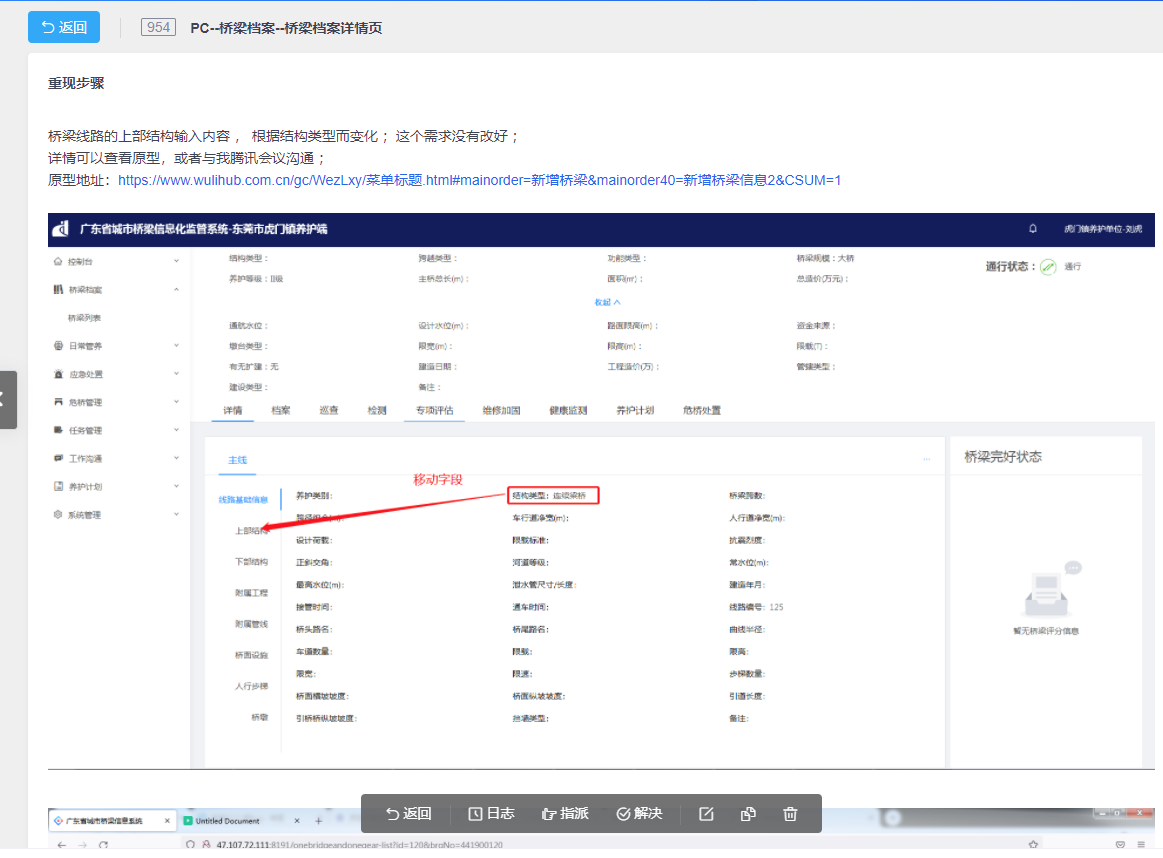 返回 954 PC--桥梁档案--桥梁档案详情页
重现步骤
桥梁线路的上部结构输入内容 ， 根据结构类型而变化 ；这个需求没有改好 ；
详情可以查看原型，或者与我腾讯会议沟通 ；
原型地址：https://www.wulihub.com.cn/gc/WezLxy/菜单标题.html#mainorder=新增桥梁&mainorder40=新增桥梁信息2&CSUM=1
广东省城市桥梁信息化监管系统-东莞市虎门镇养护端 虎门镇养护单位-刘虎
控制台
桥梁档案
桥梁列表
日常管养
应急处置
危桥管理
任务管理
工作沟通
养护计划
系统管理
结构类型： 跨越类型： 功能类型： 桥梁规模：大桥
养护等级：II级 主桥总长(m)： 面积(㎡)： 总造价(万元)：
通行状态： 通行
收起
通航水位： 设计水位(m)： 路面限高(m)： 资金来源：
墩台类型： 限宽(m)： 限高(m)： 限载(T)：
有无扩建：无 建造日期： 工程造价(万)： 管辖类型：
建设类型： 备注：
详情 档案 巡查 检测 专项评估 维修加固 健康监测 养护计划 危桥处置
主线 ... 桥梁完好状态
移动字段
线路基础信息
上部结构
下部结构
附属工程
附属管线
桥面设施
人行步梯
桥墩
养护类别: 结构类型: 连续梁桥 桥梁跨数:
车行道净宽(m): 人行道净宽(m):
设计荷载: 限载标准: 抗震烈度:
正斜交角: 河道等级: 常水位(m):
最高水位(m): 泄水管尺寸/长度: 建造年月:
接管时间: 通车时间: 线路编号: 125
桥头路名: 桥尾路名: 曲线半径:
车道数量: 限载: 限高:
限宽: 限速: 步梯数量:
桥面横坡坡度: 桥面纵坡坡度: 引道长度:
引桥桥纵坡坡度: 挡墙类型: 备注:
暂无桥梁评分信息
返回 日志 指派 解决
广东省城市桥梁信息系统 × Untitled Document × +
47.107.72.111:8191/onebridgeandonegear-list?id=120&brgNo=441900120